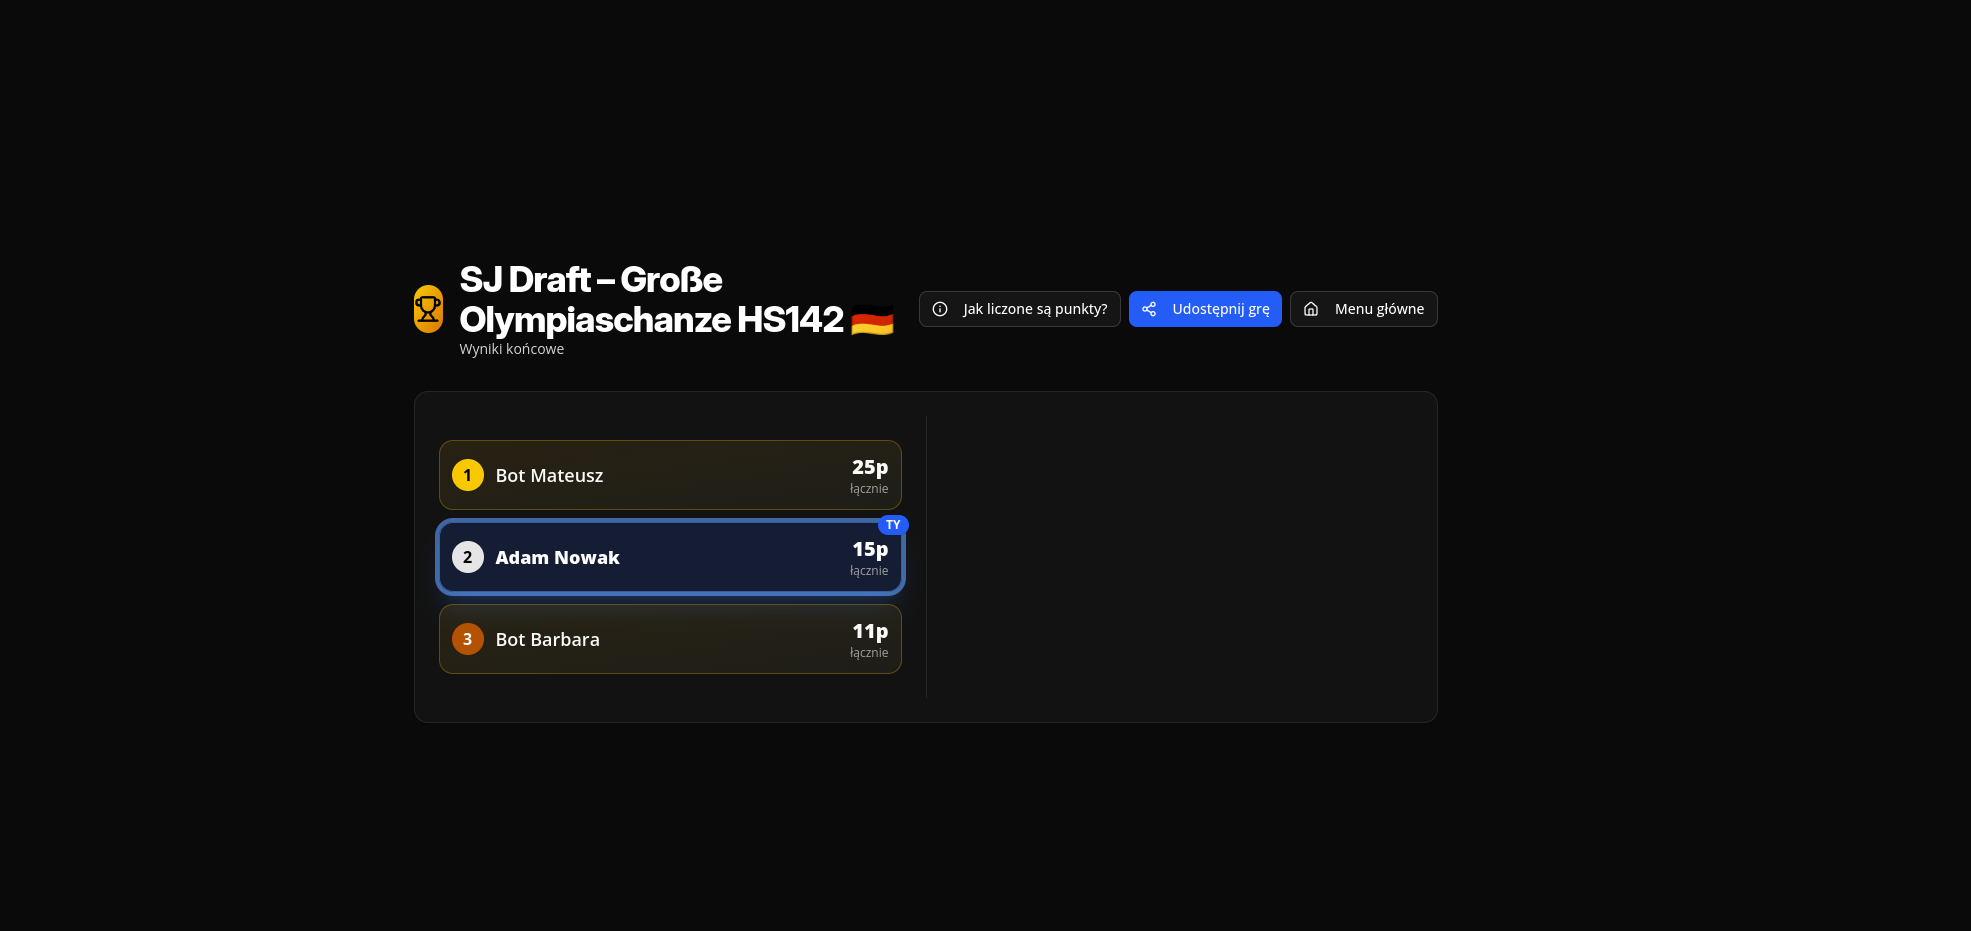 SJ Draft – Große
Olympiaschanze HS142 🇩🇪
Wyniki końcowe
Jak liczone są punkty?
Udostępnij grę
Menu główne
1 Bot Mateusz 25p
łącznie
TY
2 Adam Nowak 15p
łącznie
3 Bot Barbara 11p
łącznie